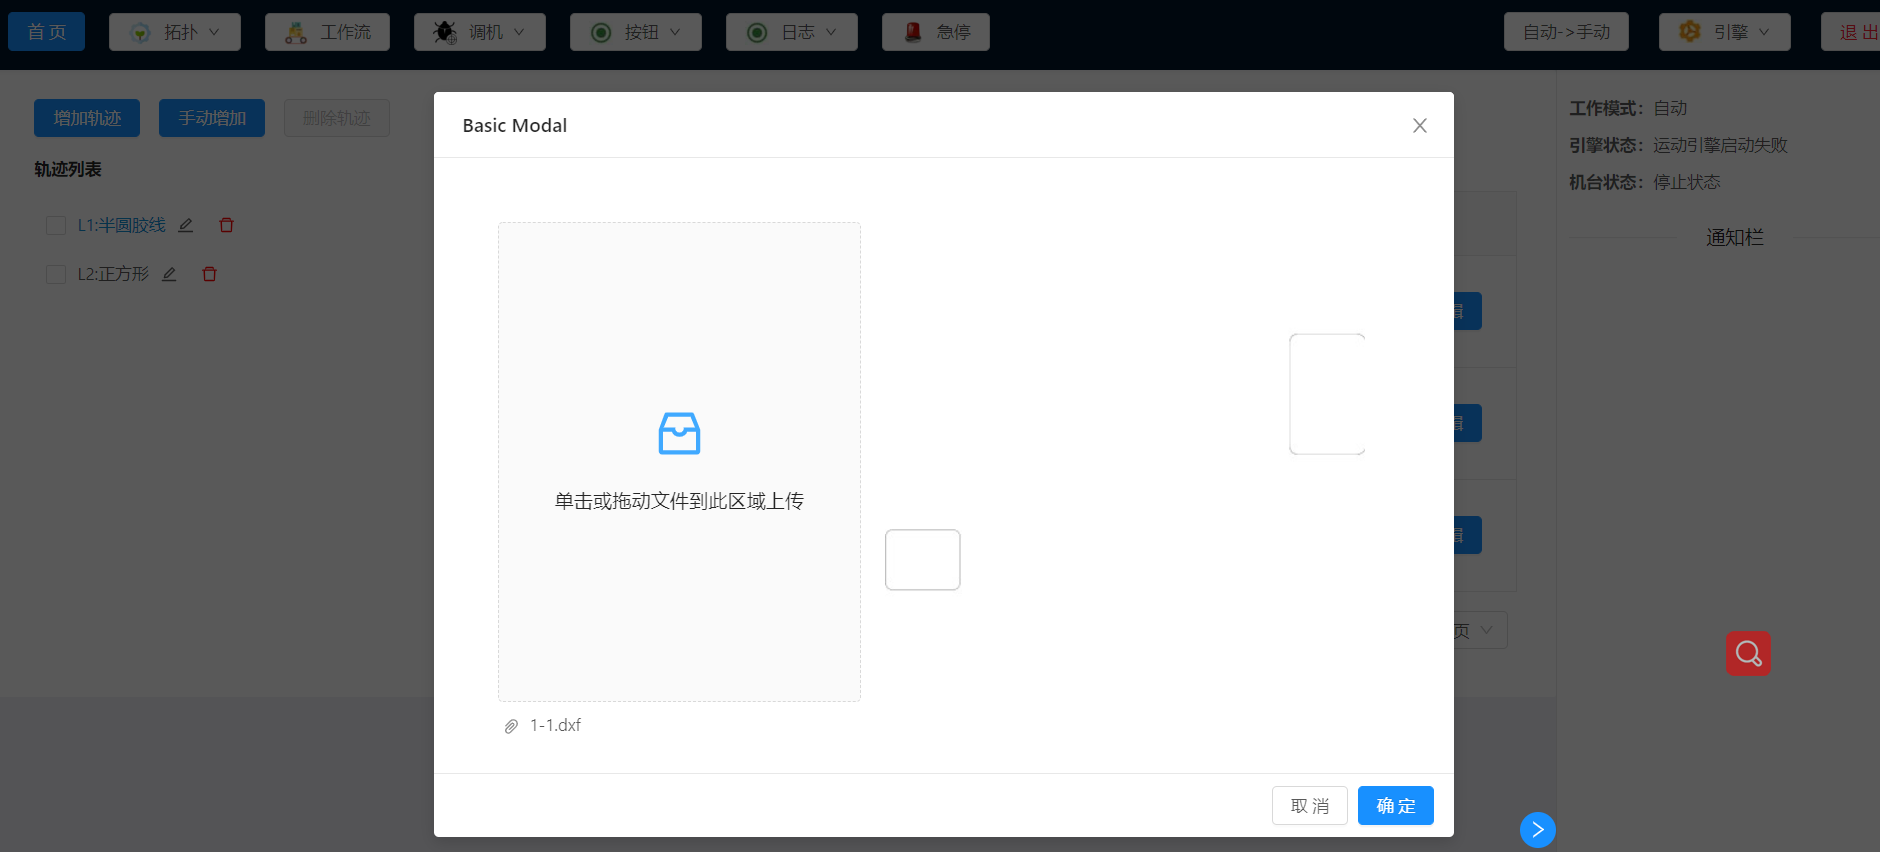 首页 拓扑 工作流 调机 按钮 日志 急停 自动->手动 引擎 退出
增加轨迹 手动增加 删除轨迹
轨迹列表
L1:半圆胶线
L2:正方形
Basic Modal
单击或拖动文件到此区域上传
1-1.dxf
取消 确定
页
工作模式：自动
引擎状态：运动引擎启动失败
机台状态：停止状态
通知栏